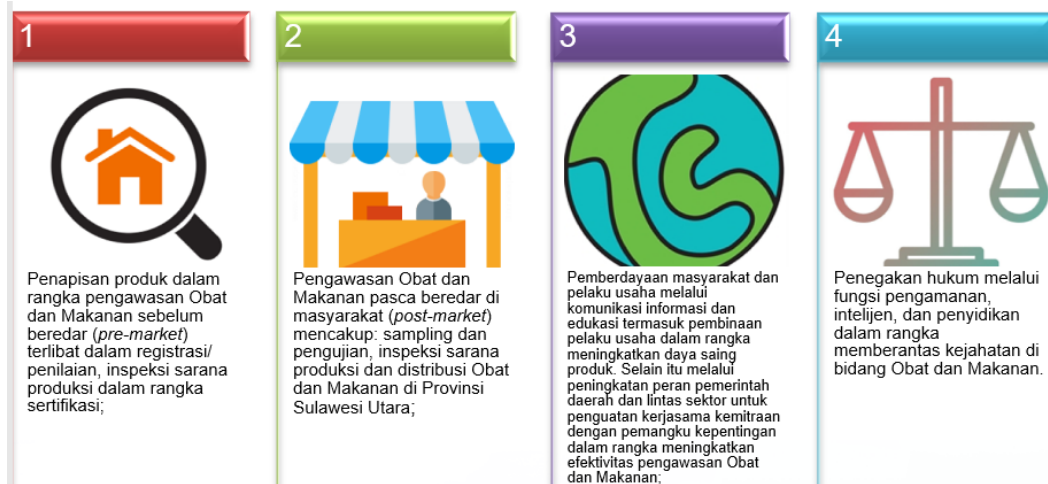 1
Penapisan produk dalam
rangka pengawasan Obat
dan Makanan sebelum
beredar (pre-market)
terlibat dalam registrasi/
penilaian, inspeksi sarana
produksi dalam rangka
sertifikasi;
2
Pengawasan Obat dan
Makanan pasca beredar di
masyarakat (post-market)
mencakup: sampling dan
pengujian, inspeksi sarana
produksi dan distribusi Obat
dan Makanan di Provinsi
Sulawesi Utara;
3
Pemberdayaan masyarakat dan
pelaku usaha melalui
komunikasi informasi dan
edukasi termasuk pembinaan
pelaku usaha dalam rangka
meningkatkan daya saing
produk. Selain itu melalui
peningkatan peran pemerintah
daerah dan lintas sektor untuk
penguatan kerjasama kemitraan
dengan pemangku kepentingan
dalam rangka meningkatkan
efektivitas pengawasan Obat
dan Makanan;
4
Penegakan hukum melalui
fungsi pengamanan,
intelijen, dan penyidikan
dalam rangka
memberantas kejahatan di
bidang Obat dan Makanan.